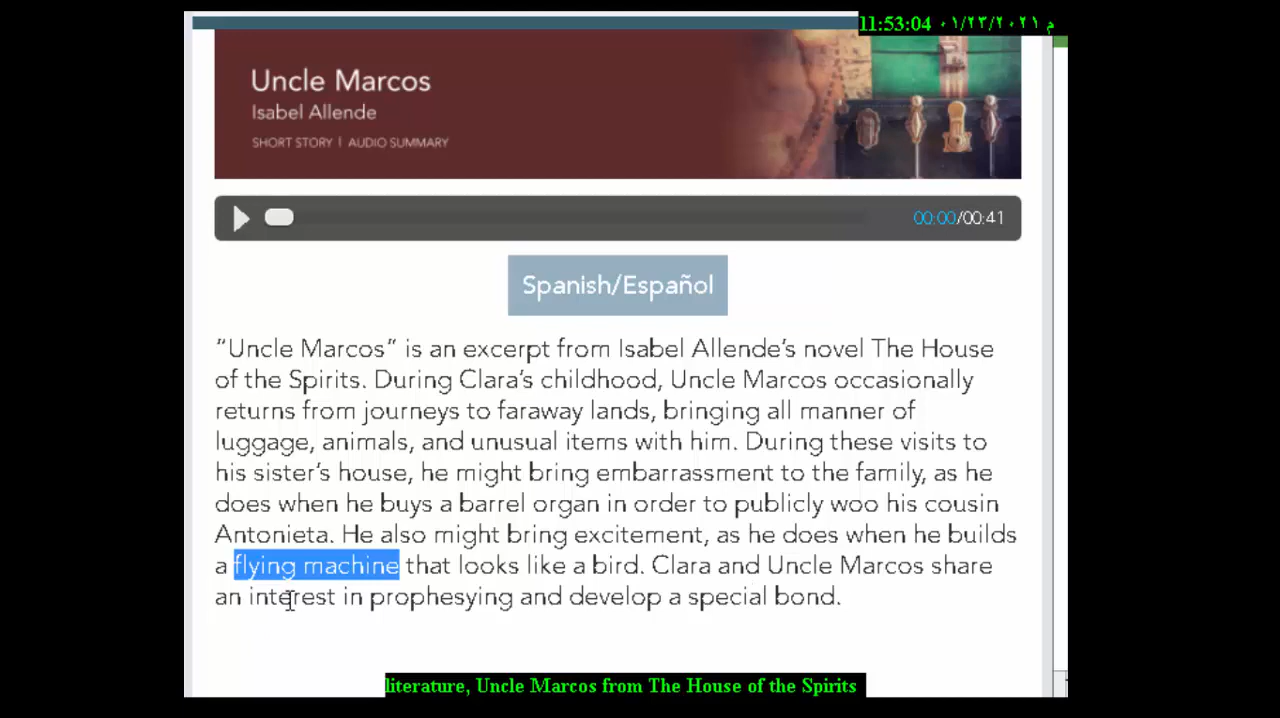 11:53:04 م ٠١/٢٣/٢٠٢١
Uncle Marcos
Isabel Allende
SHORT STORY | AUDIO SUMMARY
00:00/00:41
Spanish/Español
“Uncle Marcos” is an excerpt from Isabel Allende’s novel The House
of the Spirits. During Clara’s childhood, Uncle Marcos occasionally
returns from journeys to faraway lands, bringing all manner of
luggage, animals, and unusual items with him. During these visits to
his sister’s house, he might bring embarrassment to the family, as he
does when he buys a barrel organ in order to publicly woo his cousin
Antonieta. He also might bring excitement, as he does when he builds
a flying machine that looks like a bird. Clara and Uncle Marcos share
an interest in prophesying and develop a special bond.
literature, Uncle Marcos from The House of the Spirits